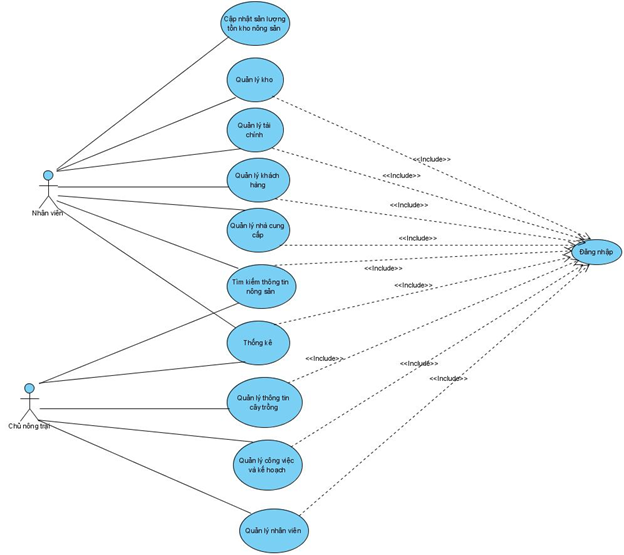 Cập nhật sản lượng
tồn kho nông sản
Quản lý kho
Quản lý tài
chính
<<Include>>
<<Include>>
Quản lý khách
hàng
Nhân viên
<<Include>>
Quản lý nhà cung
cấp
<<Include>>
Đăng nhập
<<Include>>
Tìm kiếm thông tin
nông sản
<<Include>>
Thống kê
<<Include>>
<<Include>>
<<Include>>
Quản lý thông tin
cây trồng
Chủ nông trại
Quản lý công việc
và kế hoạch
Quản lý nhân viên